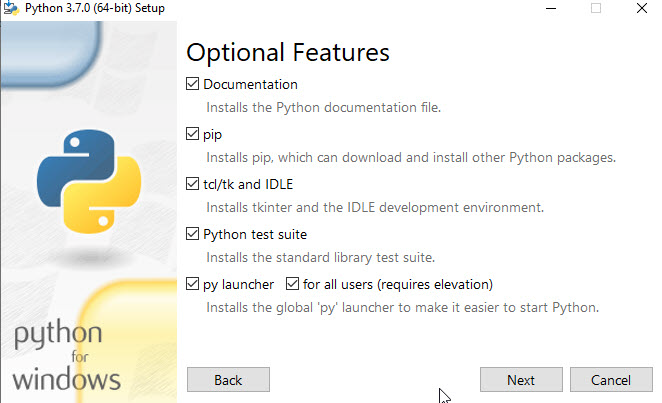 Python 3.7.0 (64-bit) Setup
Optional Features
Documentation
Installs the Python documentation file.
pip
Installs pip, which can download and install other Python packages.
tcl/tk and IDLE
Installs tkinter and the IDLE development environment.
Python test suite
Installs the standard library test suite.
py launcher for all users (requires elevation)
Installs the global 'py' launcher to make it easier to start Python.
python
for
windows
Back Next Cancel